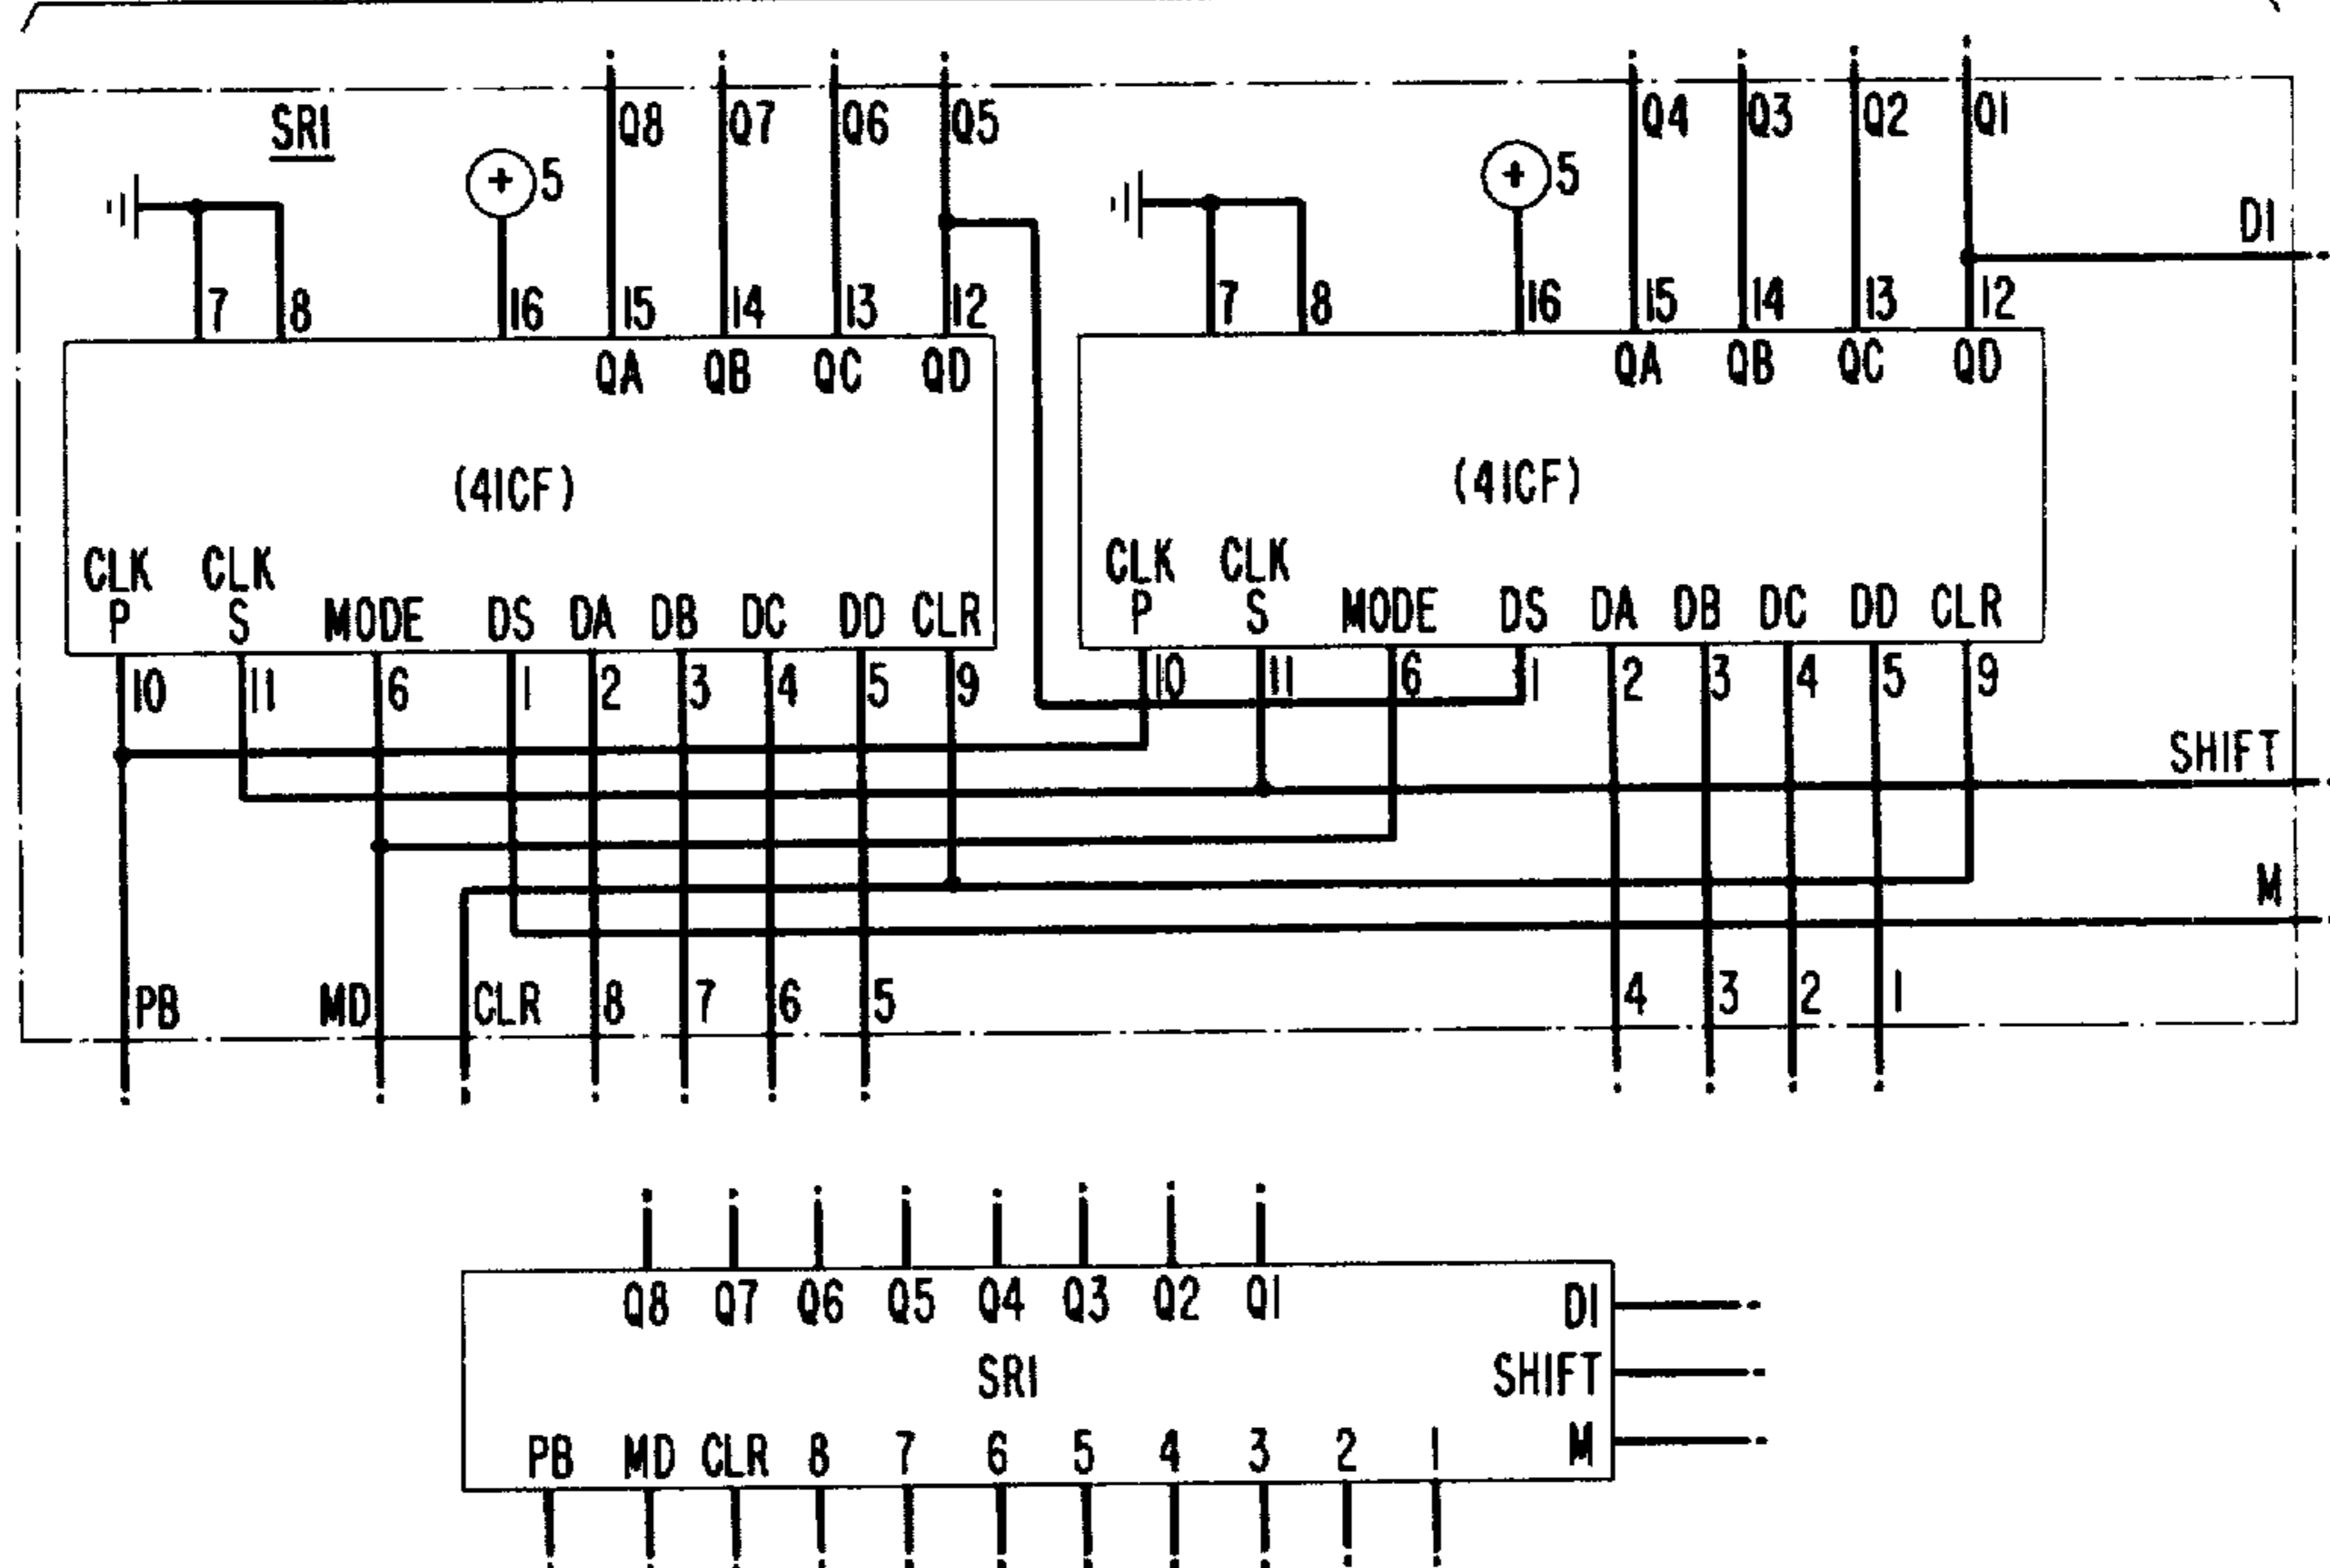 Q8 Q7 Q6 Q5 Q4 Q3 Q2 Q1
SR1
+ 5 + 5
D1
7 8 16 15 14 13 12 7 8 16 15 14 13 12
QA QB QC QD QA QB QC QD
(41CF) (41CF)
CLK CLK CLK CLK
P S MODE DS DA DB DC DD CLR P S MODE DS DA DB DC DD CLR
10 11 6 1 2 3 4 5 9 10 11 6 1 2 3 4 5 9
SHIFT
M
PB MD CLR 8 7 6 5 4 3 2 1
Q8 Q7 Q6 Q5 Q4 Q3 Q2 Q1 D1
SR1 SHIFT
PB MD CLR 8 7 6 5 4 3 2 1 M